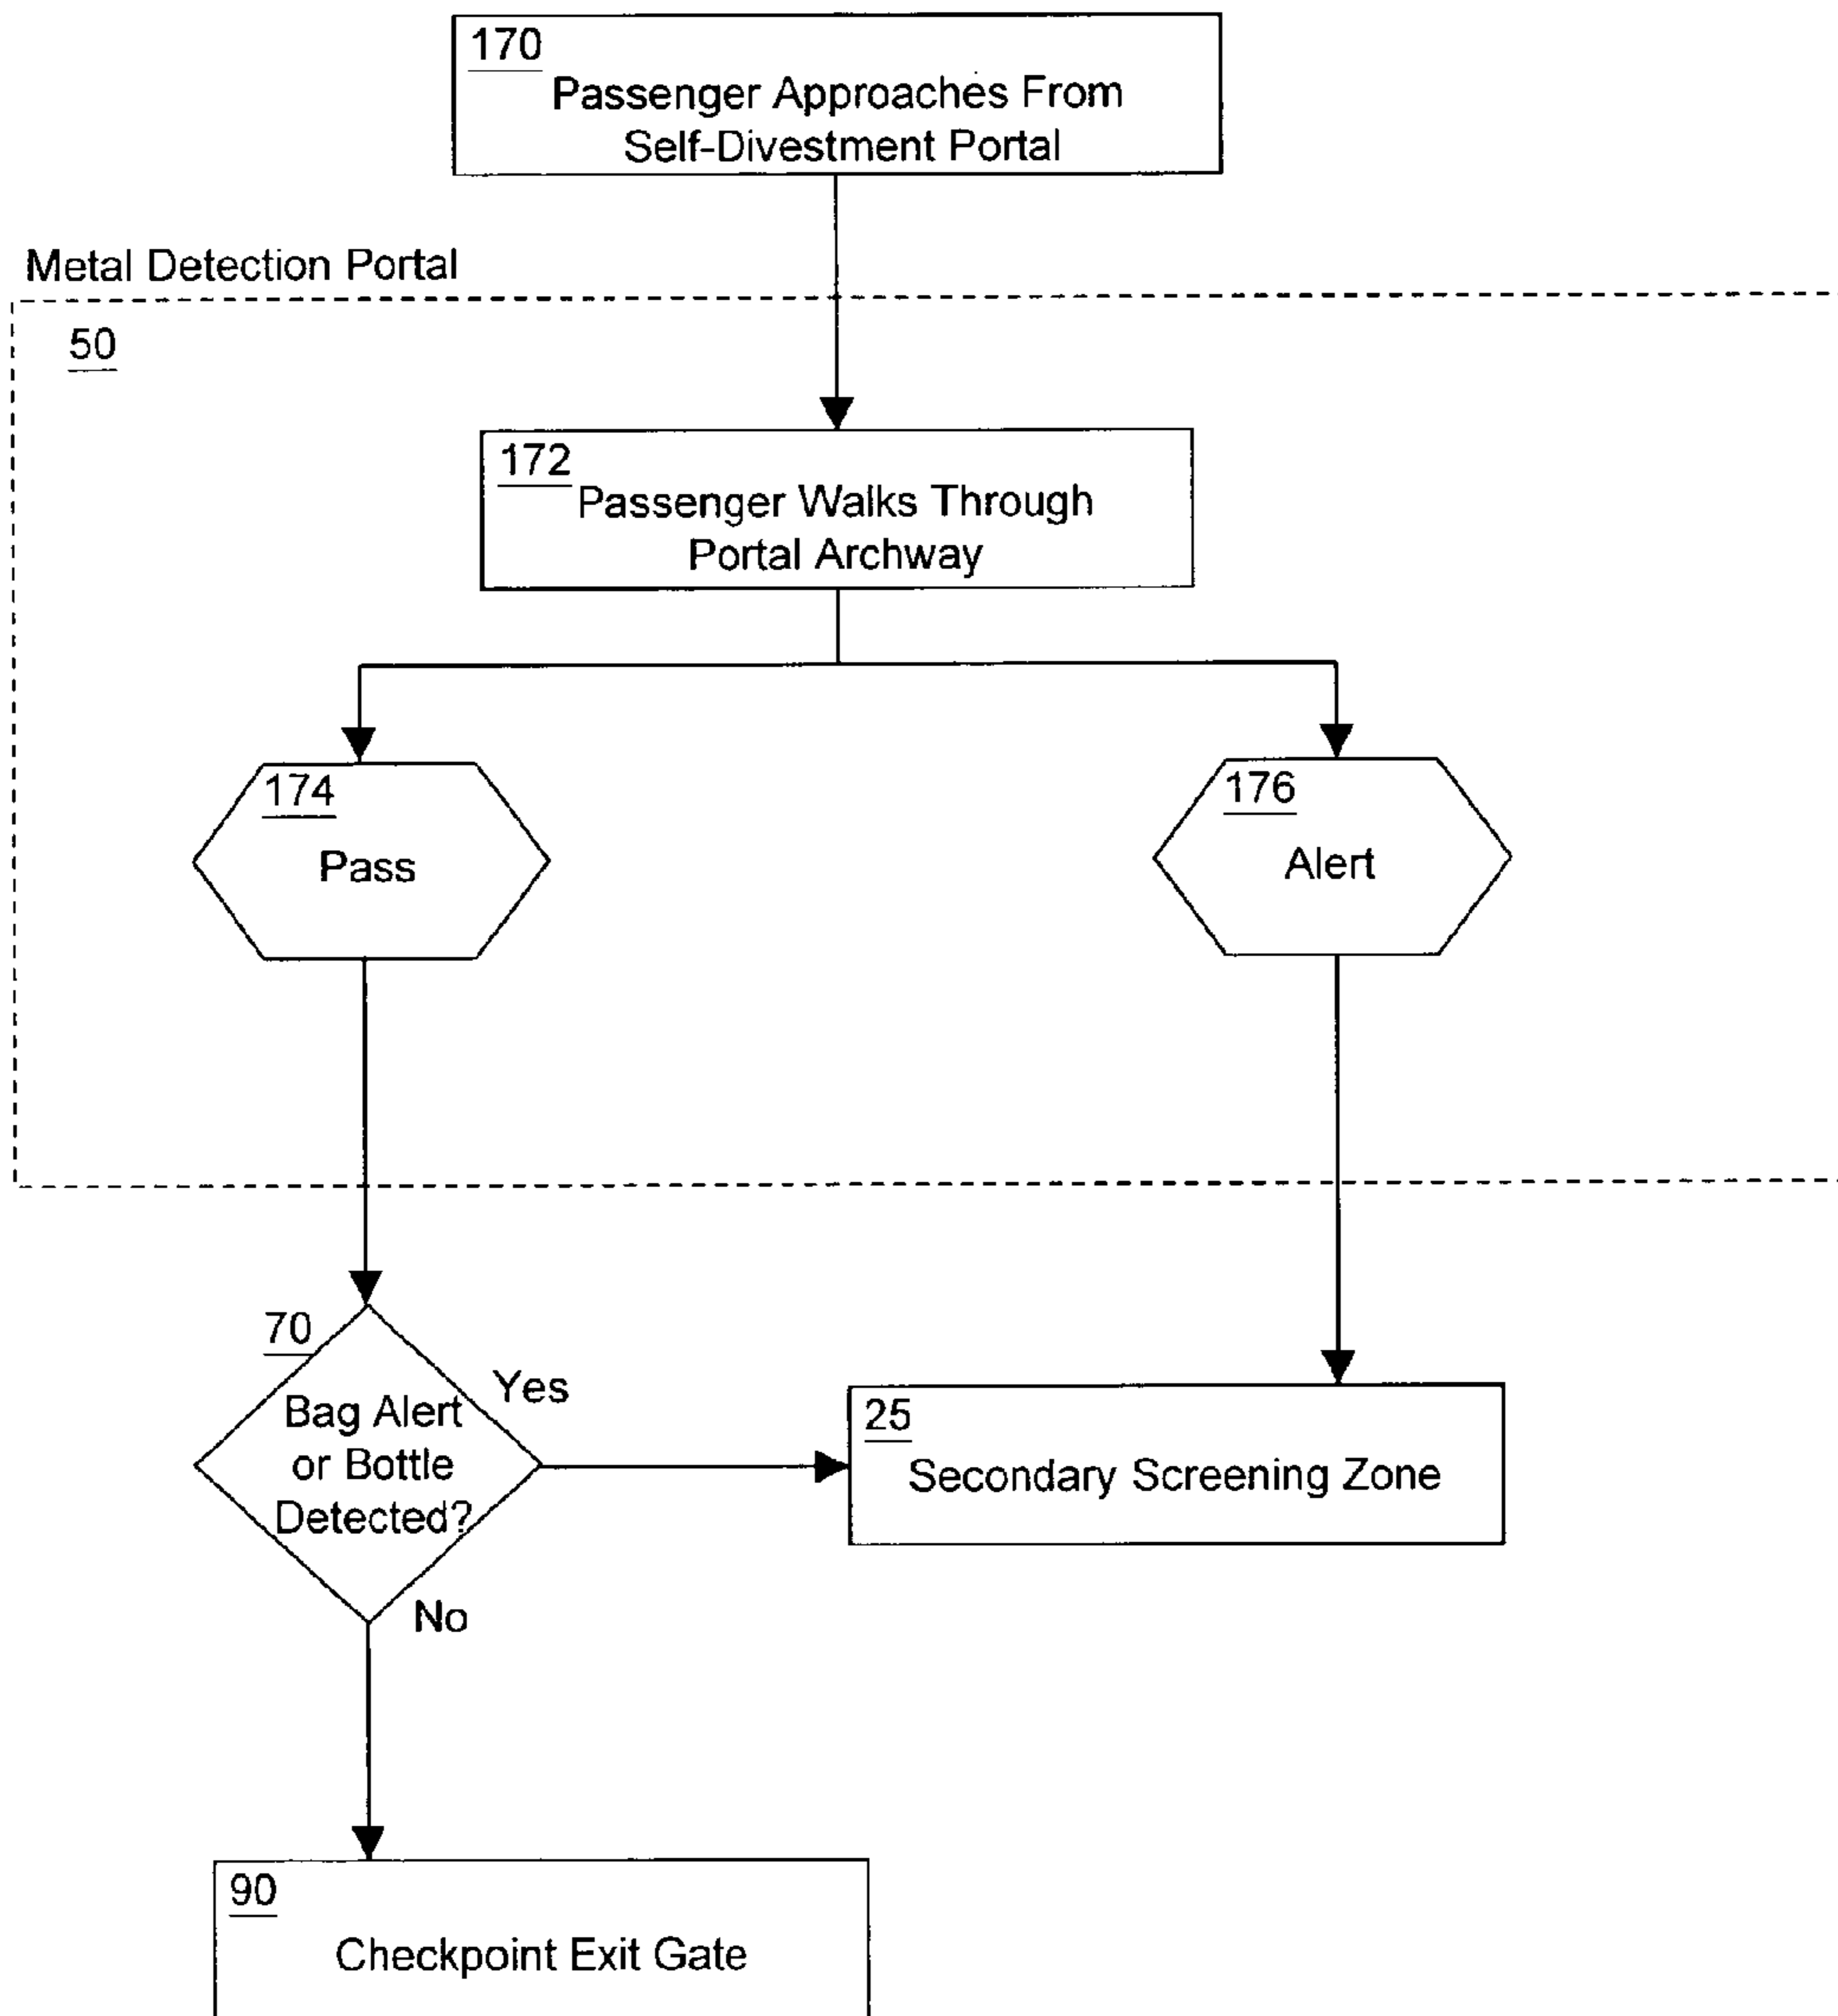 170
Passenger Approaches From
Self-Divestment Portal
Metal Detection Portal
50
172
Passenger Walks Through
Portal Archway
174
Pass
176
Alert
70
Bag Alert
or Bottle
Detected?
Yes
No
25
Secondary Screening Zone
90
Checkpoint Exit Gate